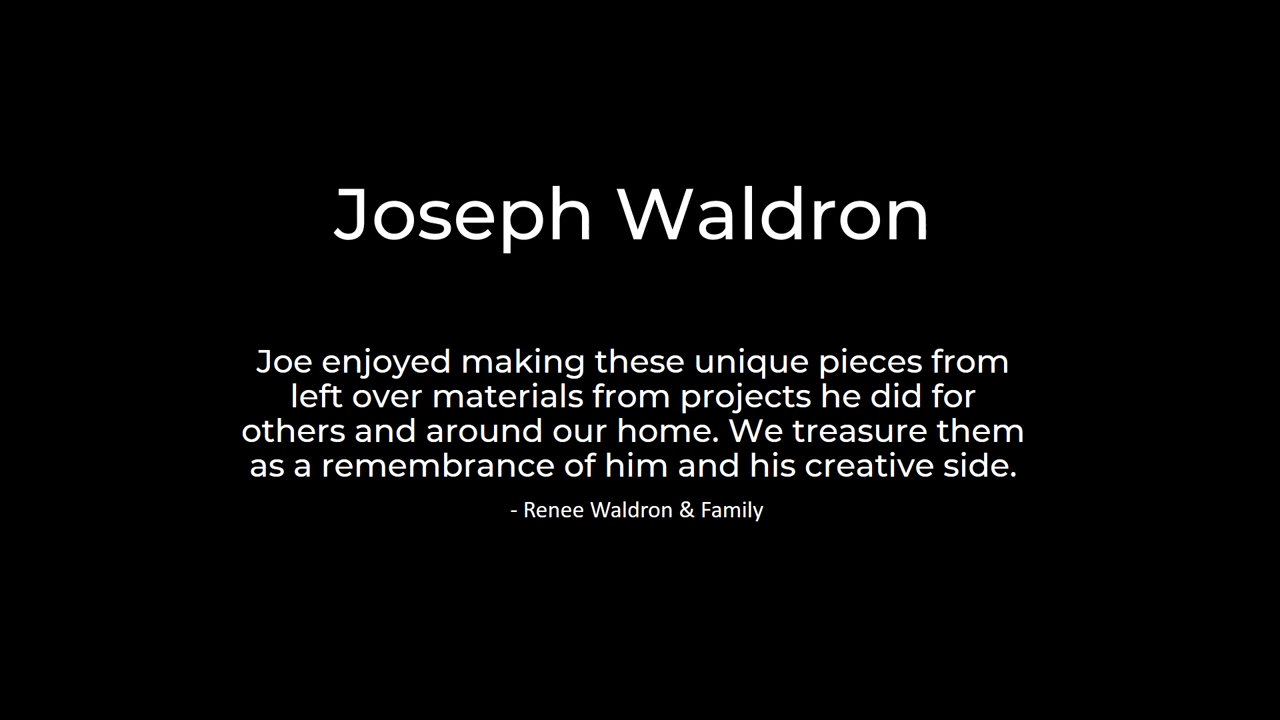 Joseph Waldron
Joe enjoyed making these unique pieces from
left over materials from projects he did for
others and around our home. We treasure them
as a remembrance of him and his creative side.
- Renee Waldron & Family